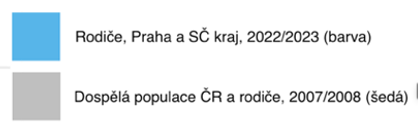 Rodiče, Praha a SČ kraj, 2022/2023 (barva)
Dospělá populace ČR a rodiče, 2007/2008 (šedá)